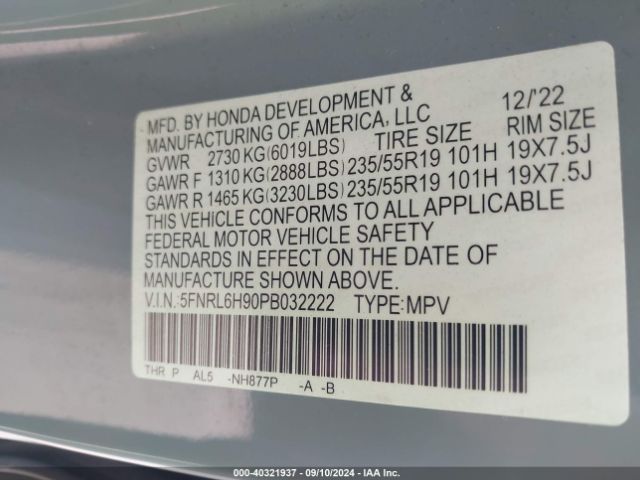 MFD. BY HONDA DEVELOPMENT &
MANUFACTURING OF AMERICA, LLC 12/'22
GVWR 2730 KG(6019LBS) TIRE SIZE RIM SIZE
GAWR F 1310 KG(2888LBS) 235/55R19 101H 19X7.5J
GAWR R 1465 KG(3230LBS) 235/55R19 101H 19X7.5J
THIS VEHICLE CONFORMS TO ALL APPLICABLE
FEDERAL MOTOR VEHICLE SAFETY
STANDARDS IN EFFECT ON THE DATE OF
MANUFACTURE SHOWN ABOVE.
V.I.N.:5FNRL6H90PB032222 TYPE:MPV
THR P AL5 -NH877P -A -B
000-40321937 - 09/10/2024 - IAA Inc.